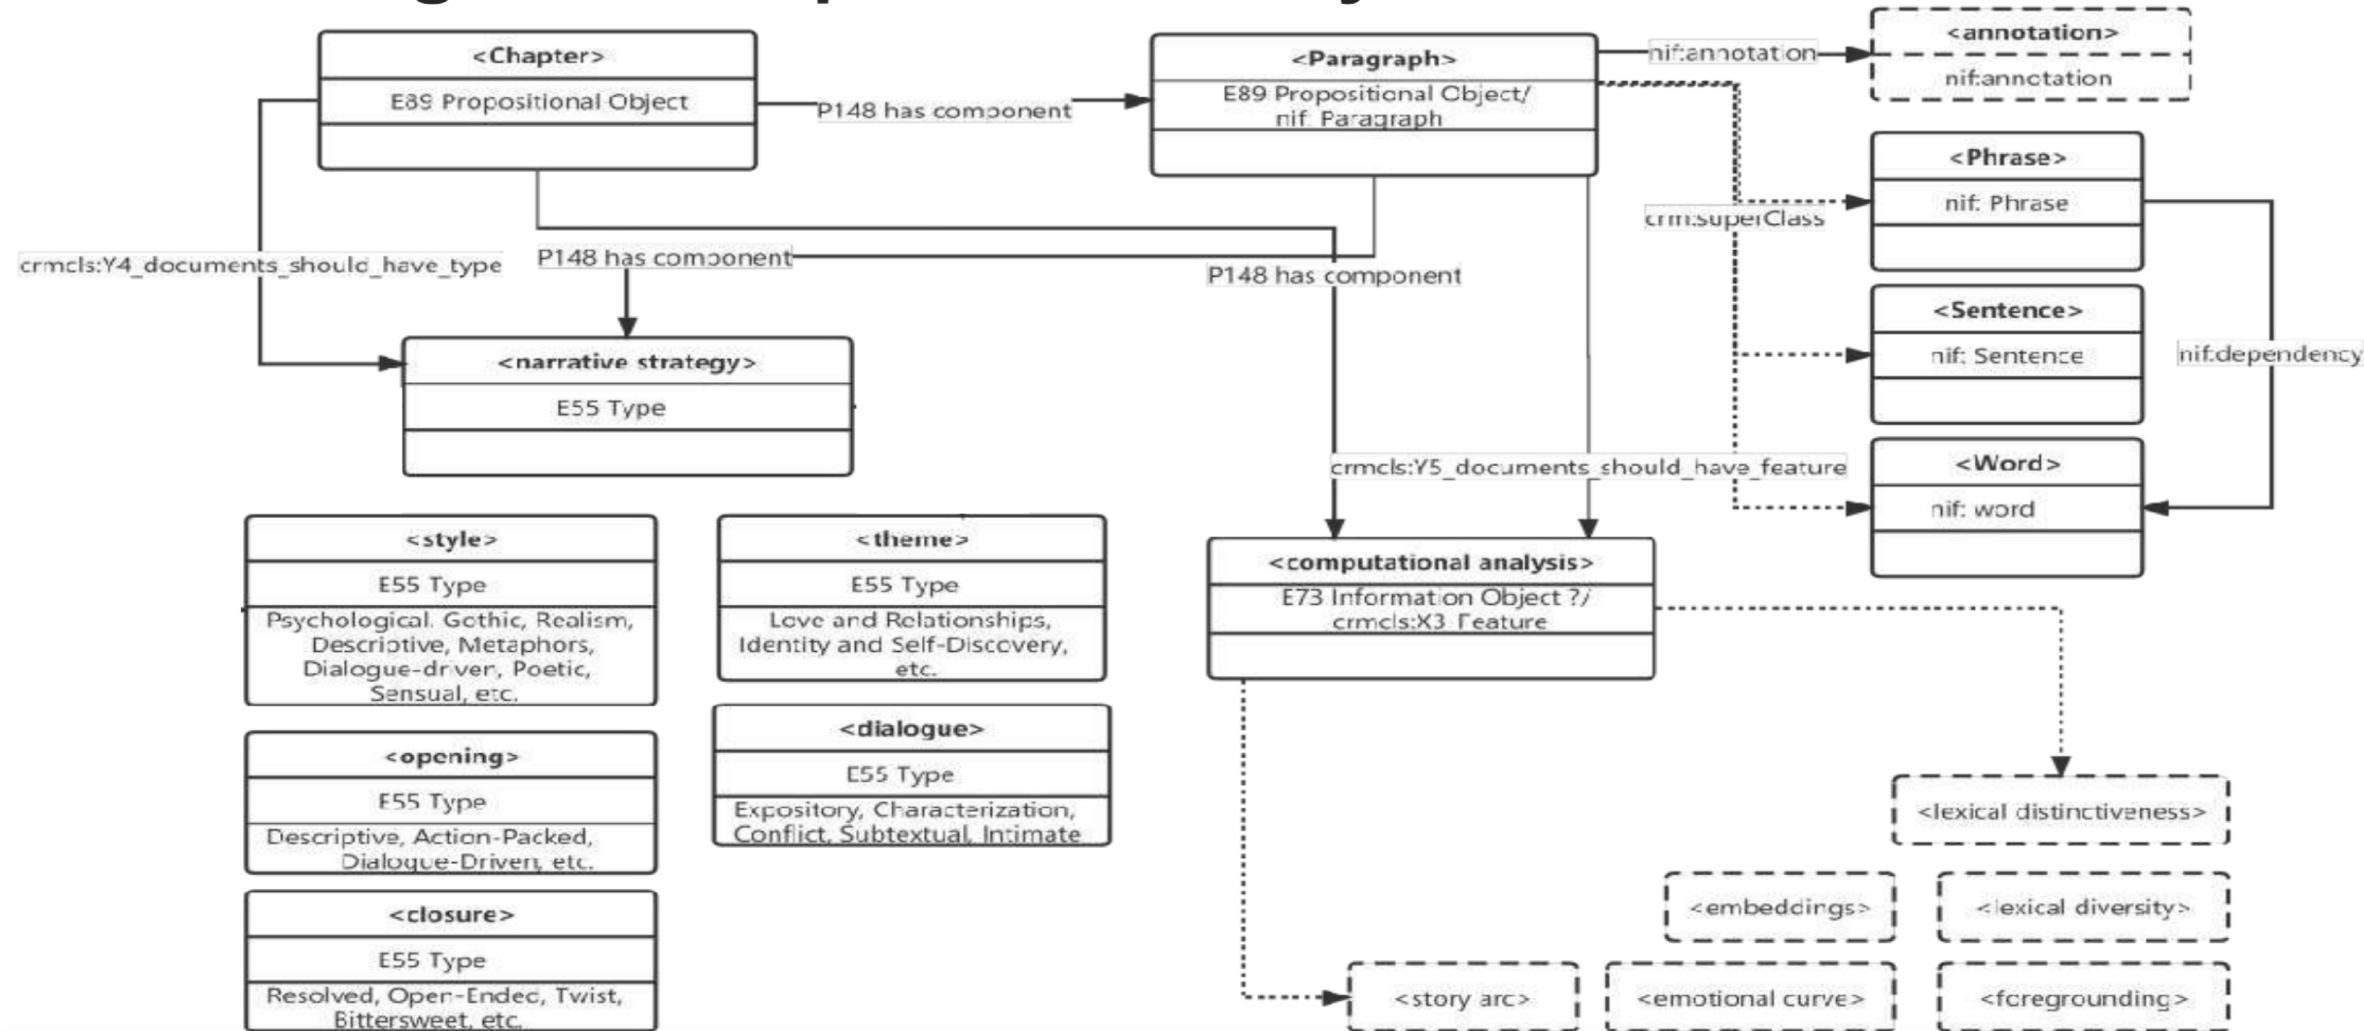 <Chapter>
E89 Propositional Object
P148 has component
<Paragraph>
E89 Propositional Object/
nif: Paragraph
nif:annotation
<annotation>
nif:annotation
<Phrase>
nif: Phrase
crm:superClass
<Sentence>
nif: Sentence
nif:dependency
<Word>
nif: word
crmcls:Y4_documents_should_have_type
P148 has component
P148 has component
<narrative strategy>
E55 Type
crmcls:Y5_documents_should_have_feature
<computational analysis>
E73 Information Object ?/
crmcls:X3_Feature
<style>
E55 Type
Psychological. Gothic, Realism,
Descriptive, Metaphors,
Dialogue-driven, Poetic,
Sensual, etc.
<theme>
E55 Type
Love and Relationships,
Identity and Self-Discovery,
etc.
<opening>
E55 Type
Descriptive, Action-Packed,
Dialogue-Driven, etc.
<dialogue>
E55 Type
Expository, Characterization,
Conflict, Subtextual, Intimate
<closure>
E55 Type
Resolved, Open-Ended, Twist,
Bittersweet, etc.
<lexical distinctiveness>
<embeddings>
<lexical diversity>
<story arc>
<emotional curve>
<foregrounding>